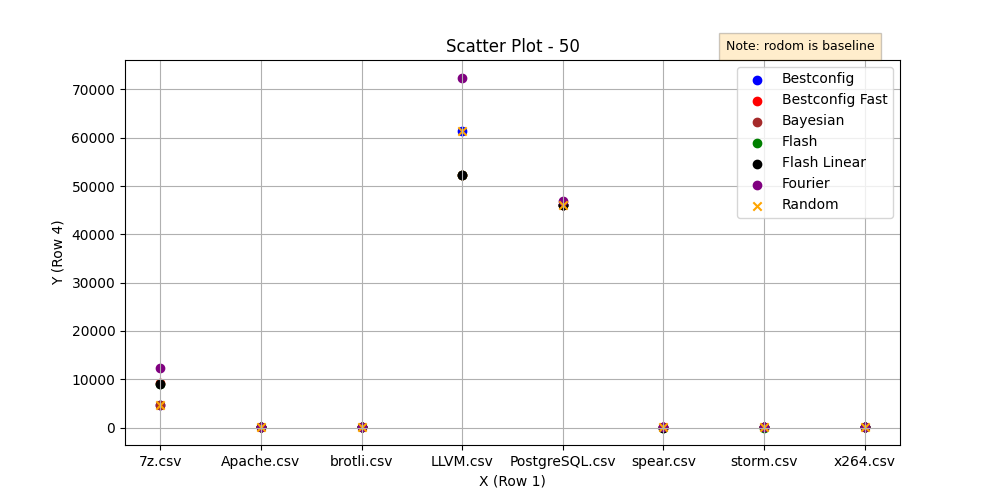 Scatter Plot - 50
Note: rodom is baseline
Bestconfig
Bestconfig Fast
Bayesian
Flash
Flash Linear
Fourier
Random
Y (Row 4)
70000
60000
50000
40000
30000
20000
10000
0
7z.csv Apache.csv brotli.csv LLVM.csv PostgreSQL.csv spear.csv storm.csv x264.csv
X (Row 1)